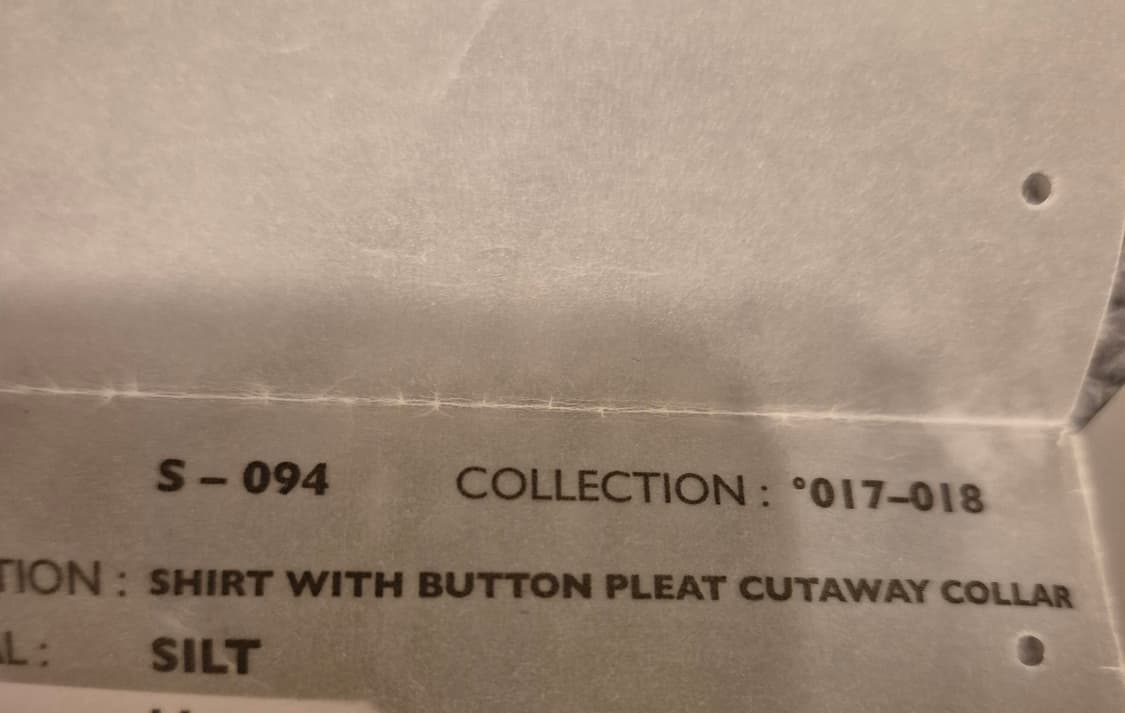 S – 094 COLLECTION : °017–018
TION : SHIRT WITH BUTTON PLEAT CUTAWAY COLLAR
L : SILT